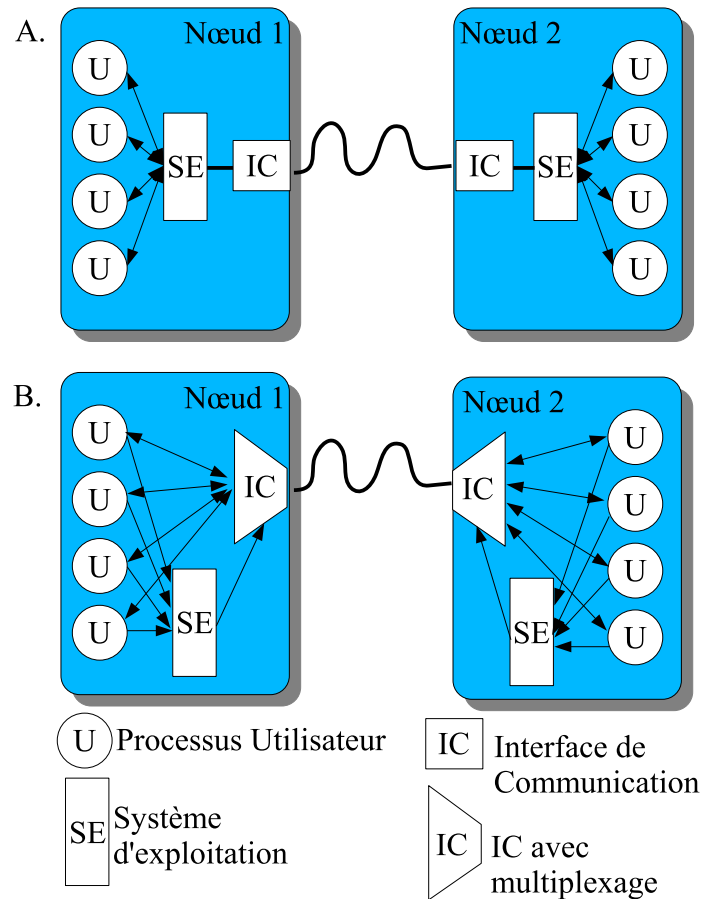 A.
Nœud 1
Nœud 2
U
U
U
U
SE
IC
IC
SE
U
U
U
U
B.
Nœud 1
Nœud 2
U
U
U
U
IC
SE
IC
SE
U
U
U
U
U Processus Utilisateur
IC Interface de
Communication
SE Système
d'exploitation
IC IC avec
multiplexage